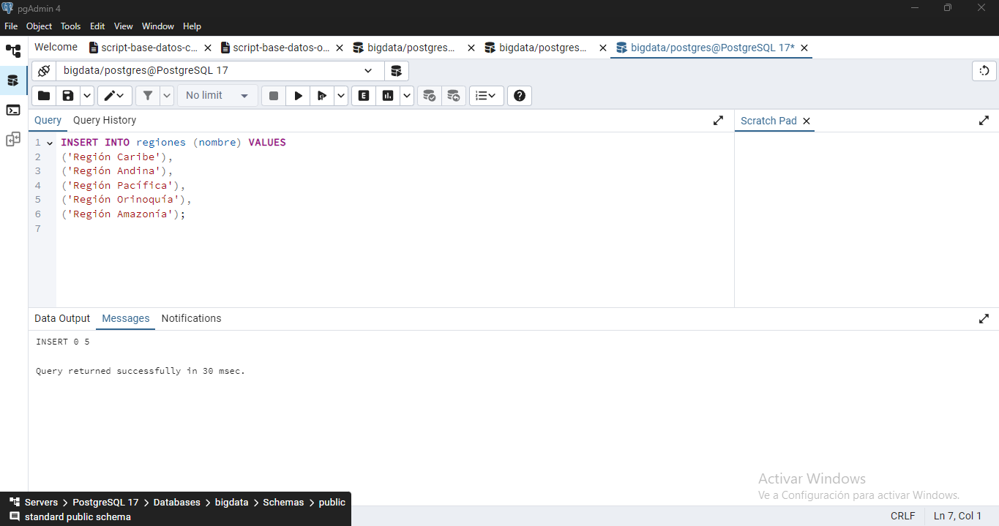 pgAdmin 4
File Object Tools Edit View Window Help
Welcome script-base-datos-c... script-base-datos-o... bigdata/postgres... bigdata/postgres... bigdata/postgres@PostgreSQL 17*
bigdata/postgres@PostgreSQL 17
No limit E
Query Query History Scratch Pad
1 INSERT INTO regiones (nombre) VALUES
2 ('Región Caribe'),
3 ('Región Andina'),
4 ('Región Pacífica'),
5 ('Región Orinoquía'),
6 ('Región Amazonía');
7
Data Output Messages Notifications
INSERT 0 5
Query returned successfully in 30 msec.
Activar Windows
Ve a Configuración para activar Windows.
Servers > PostgreSQL 17 > Databases > bigdata > Schemas > public
standard public schema
CRLF Ln 7, Col 1